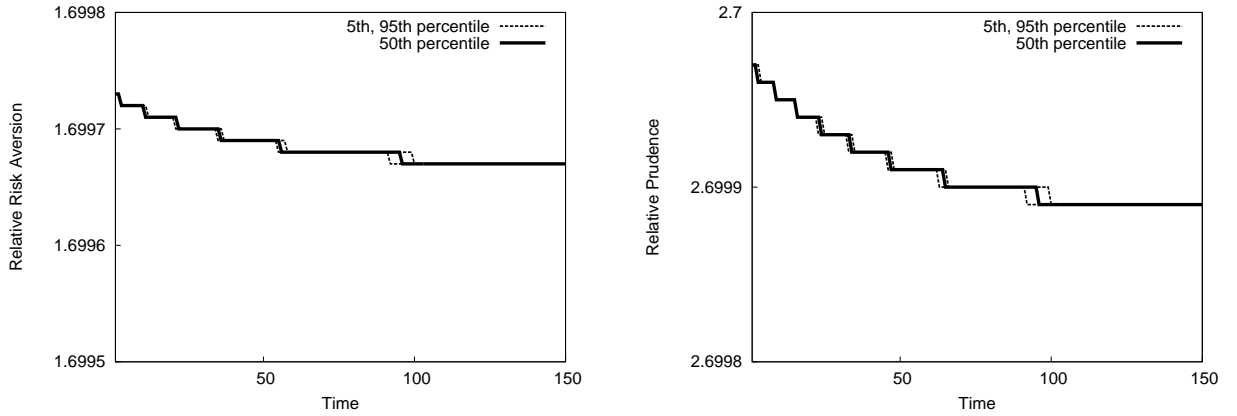 1.6998
5th, 95th percentile
50th percentile
1.6997
1.6996
1.6995
50
100
150
Relative Risk Aversion
Time
2.7
5th, 95th percentile
50th percentile
2.6999
2.6998
50
100
150
Relative Prudence
Time